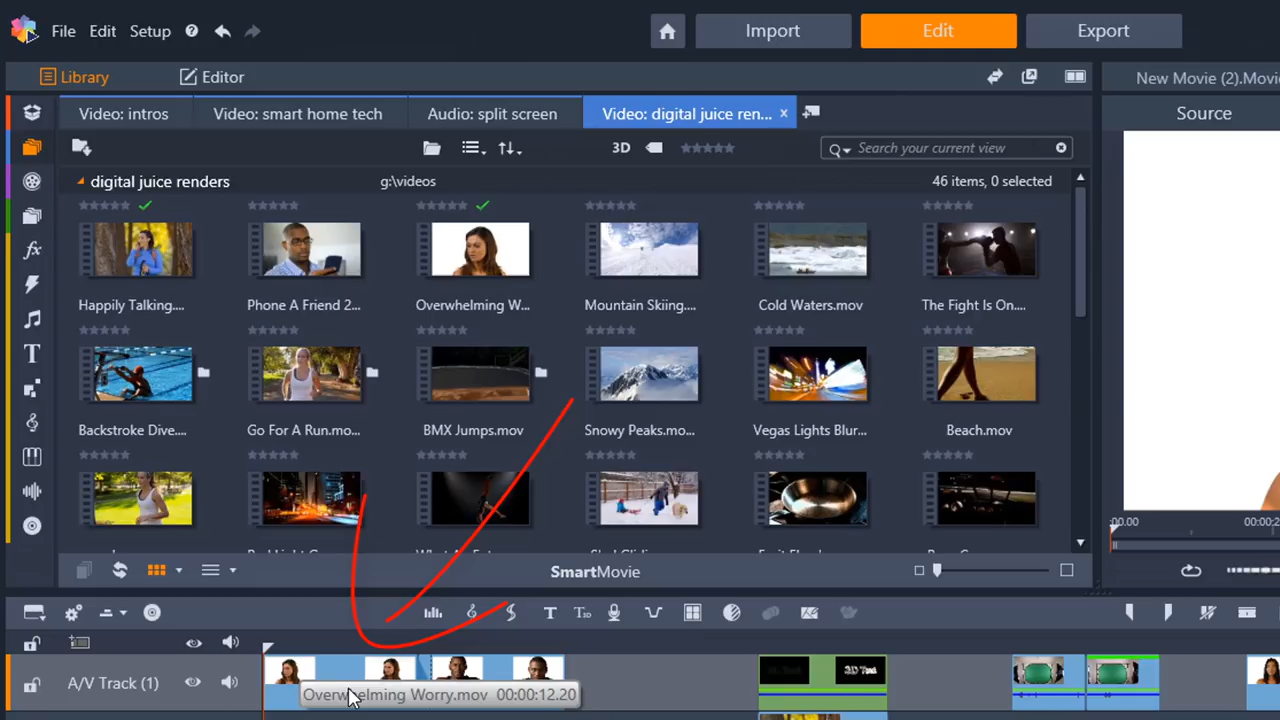 File Edit Setup Import Edit Export
Library Editor New Movie (2).Movi
Video: intros Video: smart home tech Audio: split screen Video: digital juice ren... × Source
3D Search your current view
digital juice renders g:\videos 46 items, 0 selected
Happily Talking.... Phone A Friend 2... Overwhelming W... Mountain Skiing.... Cold Waters.mov The Fight Is On....
Backstroke Dive.... Go For A Run.mo... BMX Jumps.mov Snowy Peaks.mo... Vegas Lights Blur... Beach.mov
:00.00 00:00:2
SmartMovie
A/V Track (1)
Overwhelming Worry.mov 00:00:12.20